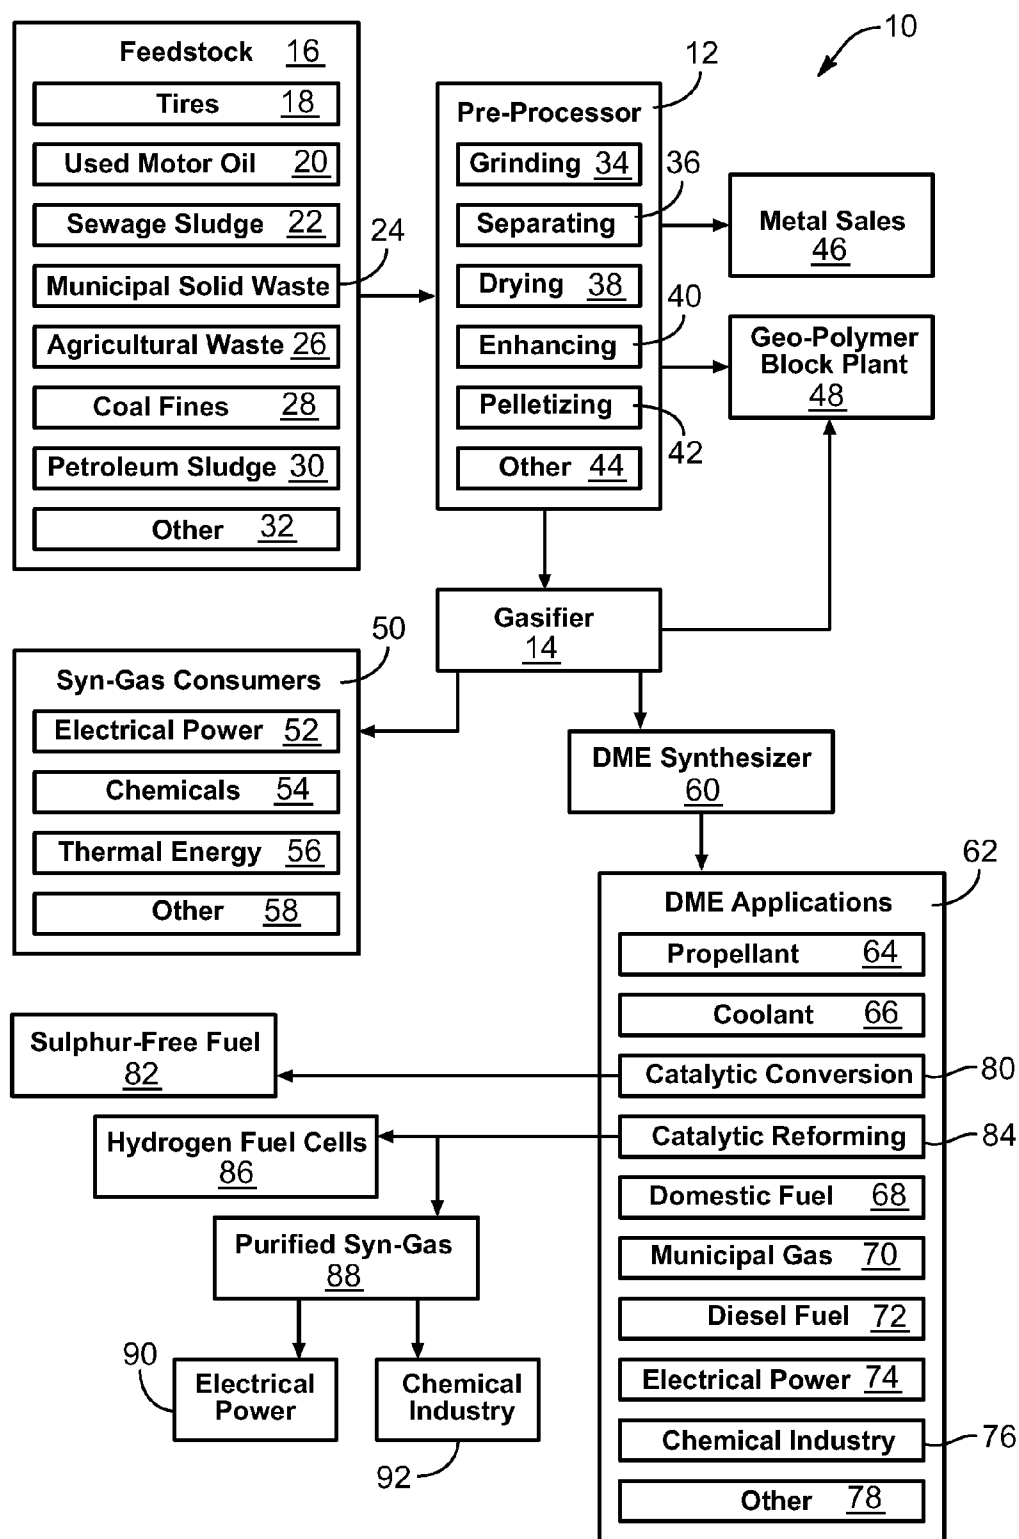 10
Feedstock 16
Tires 18
Used Motor Oil 20
Sewage Sludge 22
24
Municipal Solid Waste
Agricultural Waste 26
Coal Fines 28
Petroleum Sludge 30
Other 32
12
Pre-Processor
Grinding 34
36
Separating
Drying 38
40
Enhancing
Pelletizing
42
Other 44
Metal Sales
46
Geo-Polymer
Block Plant
48
Gasifier
14
50
Syn-Gas Consumers
Electrical Power 52
Chemicals 54
Thermal Energy 56
Other 58
DME Synthesizer
60
62
DME Applications
Propellant 64
Coolant 66
Catalytic Conversion 80
Catalytic Reforming 84
Domestic Fuel 68
Municipal Gas 70
Diesel Fuel 72
Electrical Power 74
Chemical Industry 76
Other 78
Sulphur-Free Fuel
82
Hydrogen Fuel Cells
86
Purified Syn-Gas
88
90
Electrical
Power
Chemical
Industry
92